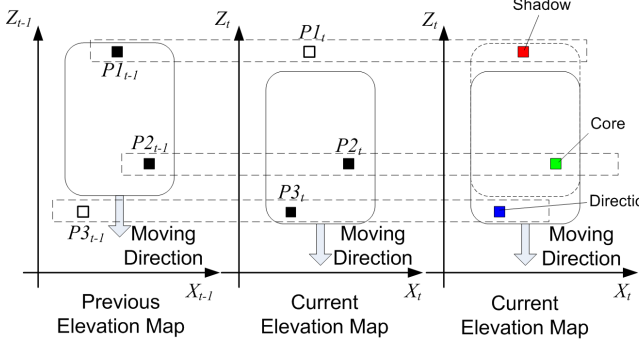 Shadow
Z_{t-1}
Z_t
P1_t
Z_t
P1_{t-1}
Core
P2_{t-1}
P2_t
P3_t
P3_{t-1}
Moving
Direction
Moving
Direction
Moving
Direction
X_{t-1}
X_t
X_t
Previous
Elevation Map
Current
Elevation Map
Current
Elevation Map